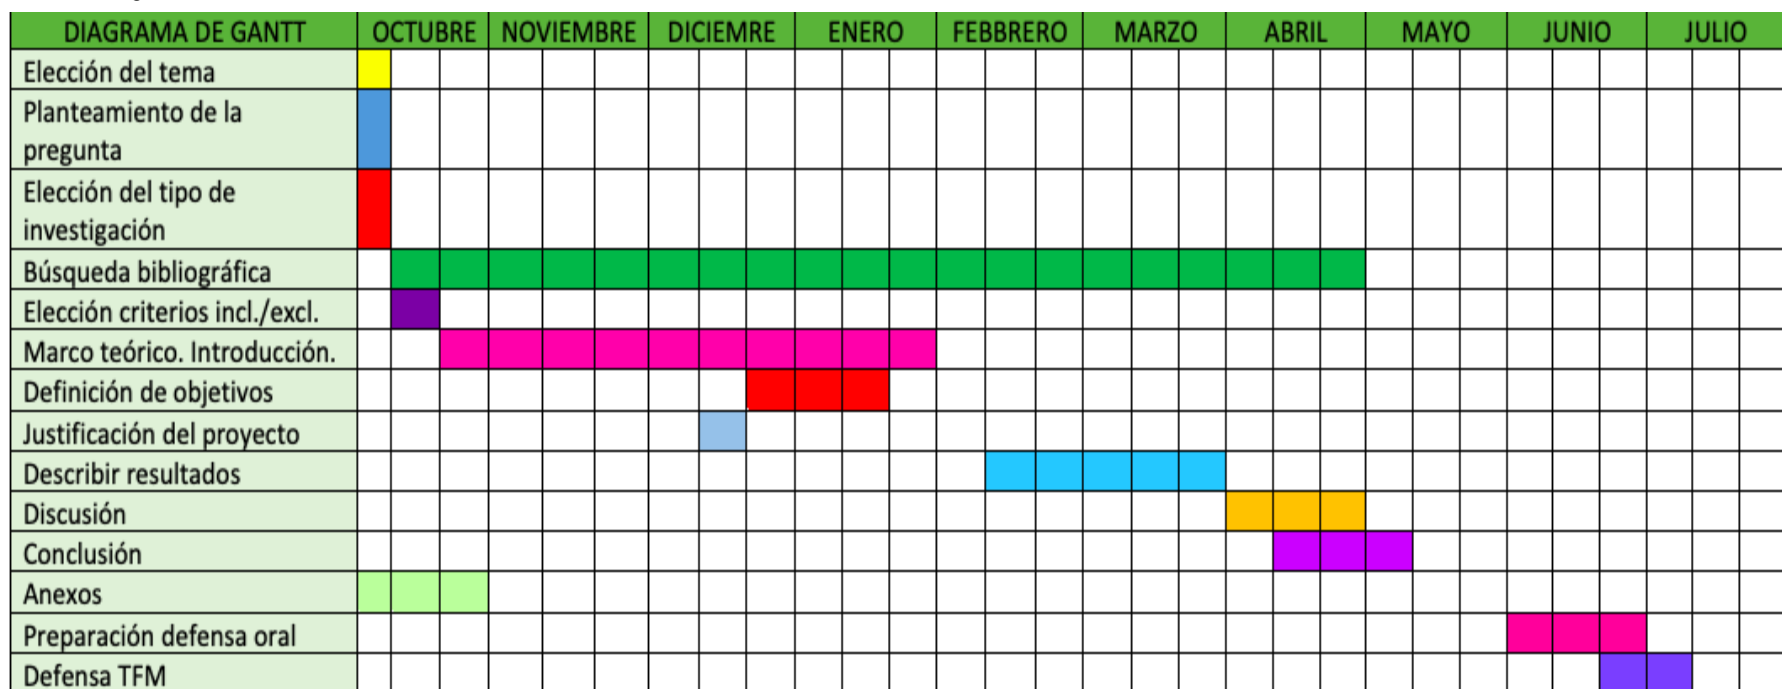 DIAGRAMA DE GANTT OCTUBRE NOVIEMBRE DICIEMRE ENERO FEBBRERO MARZO ABRIL MAYO JUNIO JULIO
Elección del tema
Planteamiento de la
pregunta
Elección del tipo de
investigación
Búsqueda bibliográfica
Elección criterios incl./excl.
Marco teórico. Introducción.
Definición de objetivos
Justificación del proyecto
Describir resultados
Discusión
Conclusión
Anexos
Preparación defensa oral
Defensa TFM